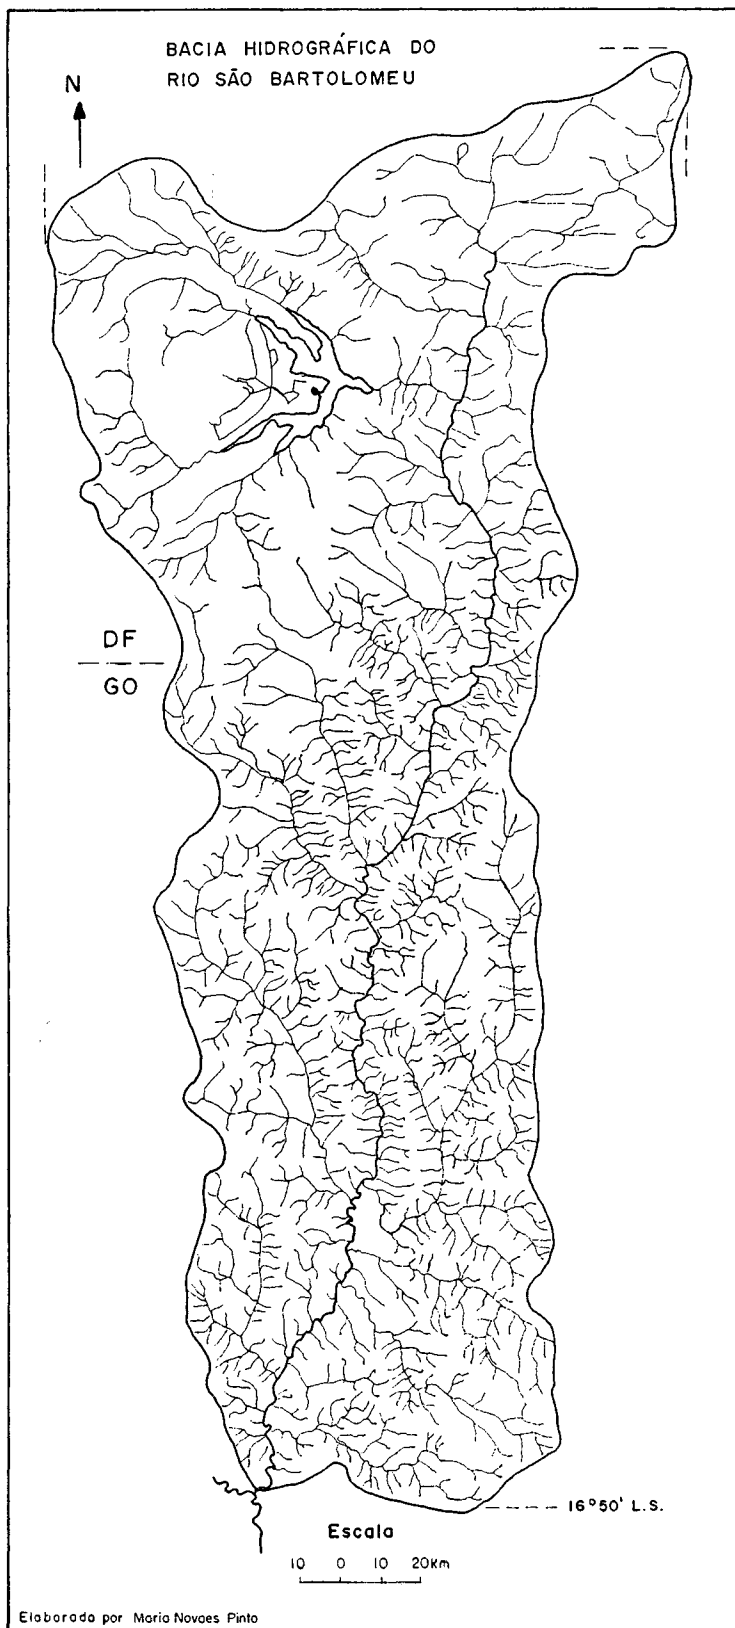 BACIA HIDROGRÁFICA DO
RIO SÃO BARTOLOMEU
N
DF
GO
16°50' L.S.
Escala
10 0 10 20Km
Elaborado por Maria Novaes Pinto